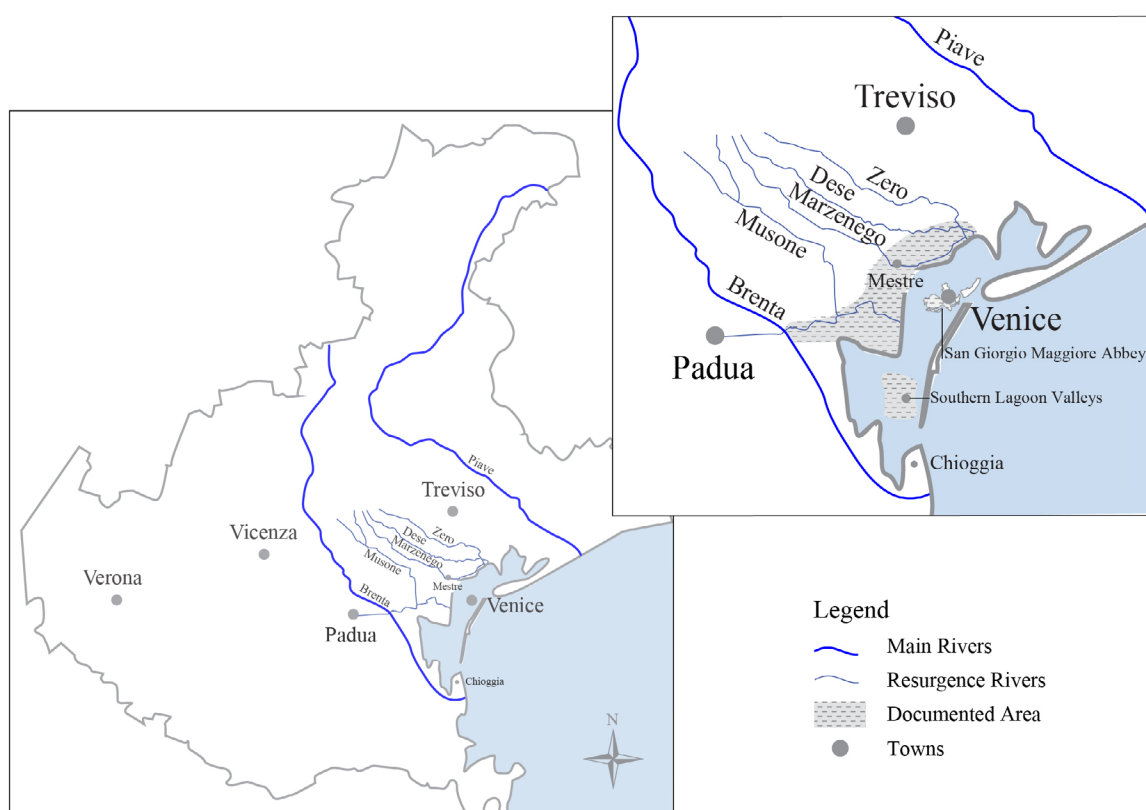 Piave
Treviso
Zero
Dese
Marzenego
Musone
Mestre
Brenta
Venice
Padua
San Giorgio Maggiore Abbey
Southern Lagoon Valleys
Chioggia
Piave
Treviso
Vicenza
Zero
Dese
Marzenego
Musone
Verona
Mestre
Brenta
Venice
Padua
Chioggia
N
Legend
Main Rivers
Resurgence Rivers
Documented Area
Towns